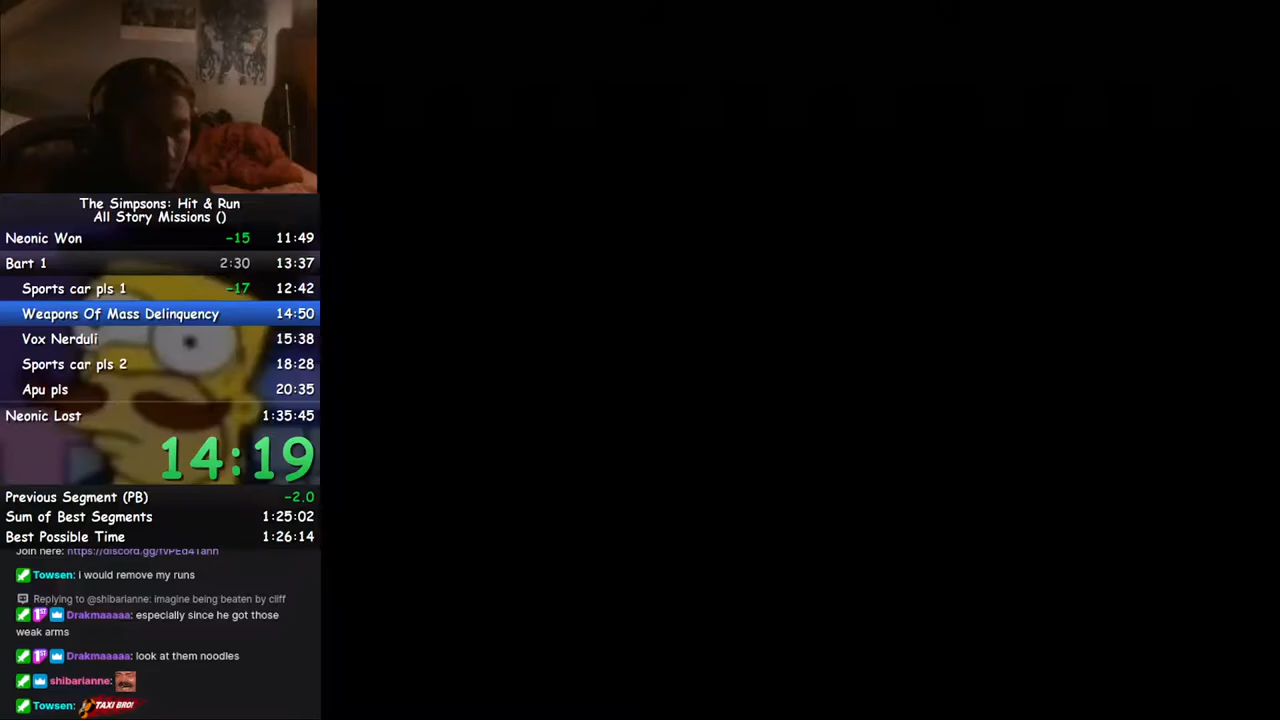 The Simpsons: Hit & Run
All Story Missions ()
Neonic Won -15 11:49
Bart 1 2:30 13:37
Sports car pls 1 -17 12:42
Weapons Of Mass Delinquency 14:50
Vox Nerduli 15:38
Sports car pls 2 18:28
Apu pls 20:35
Neonic Lost 1:35:45
14:19
Previous Segment (PB) -2.0
Sum of Best Segments 1:25:02
Best Possible Time 1:26:14
Join here:
Towsen: i would remove my runs
Replying to @shibarianne: imagine being beaten by cliff
Drakmaaaaa: especially since he got those
weak arms
Drakmaaaaa: look at them noodles
shibarianne:
Towsen: TAXI BRO!